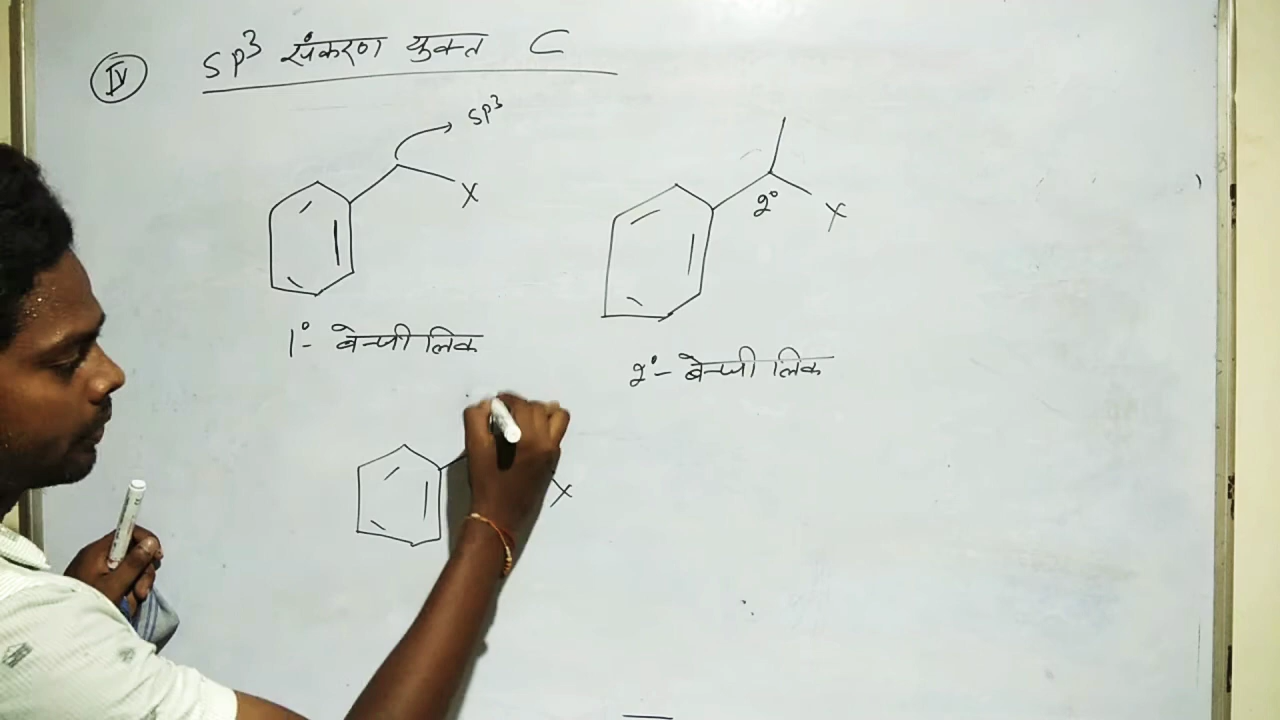 IV SP³ संकरण युक्त C
SP³
X
2°
X
1°- बेन्जीलिक
2°- बेन्जीलिक
X